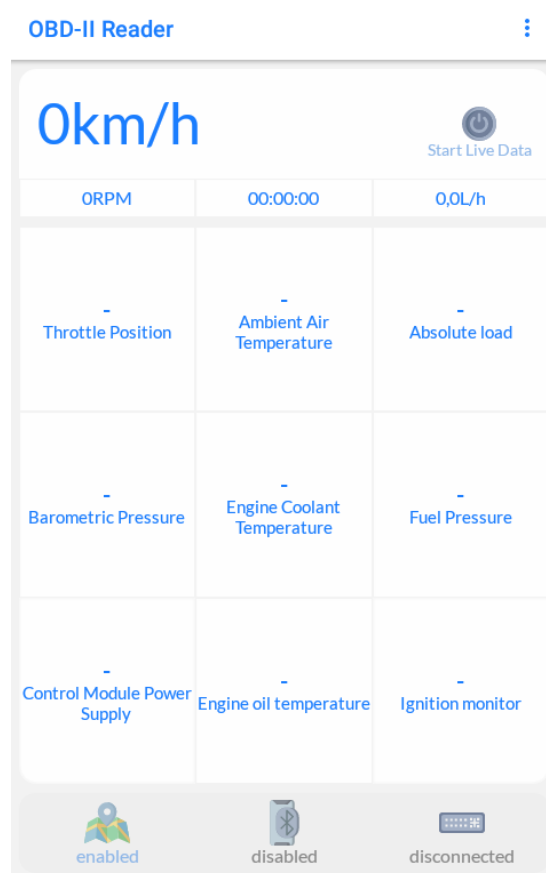 OBD-II Reader
0km/h
Start Live Data
0RPM
00:00:00
0,0L/h
-
Throttle Position
-
Ambient Air
Temperature
-
Absolute load
-
Barometric Pressure
-
Engine Coolant
Temperature
-
Fuel Pressure
-
Control Module Power
Supply
-
Engine oil temperature
-
Ignition monitor
enabled
disabled
disconnected